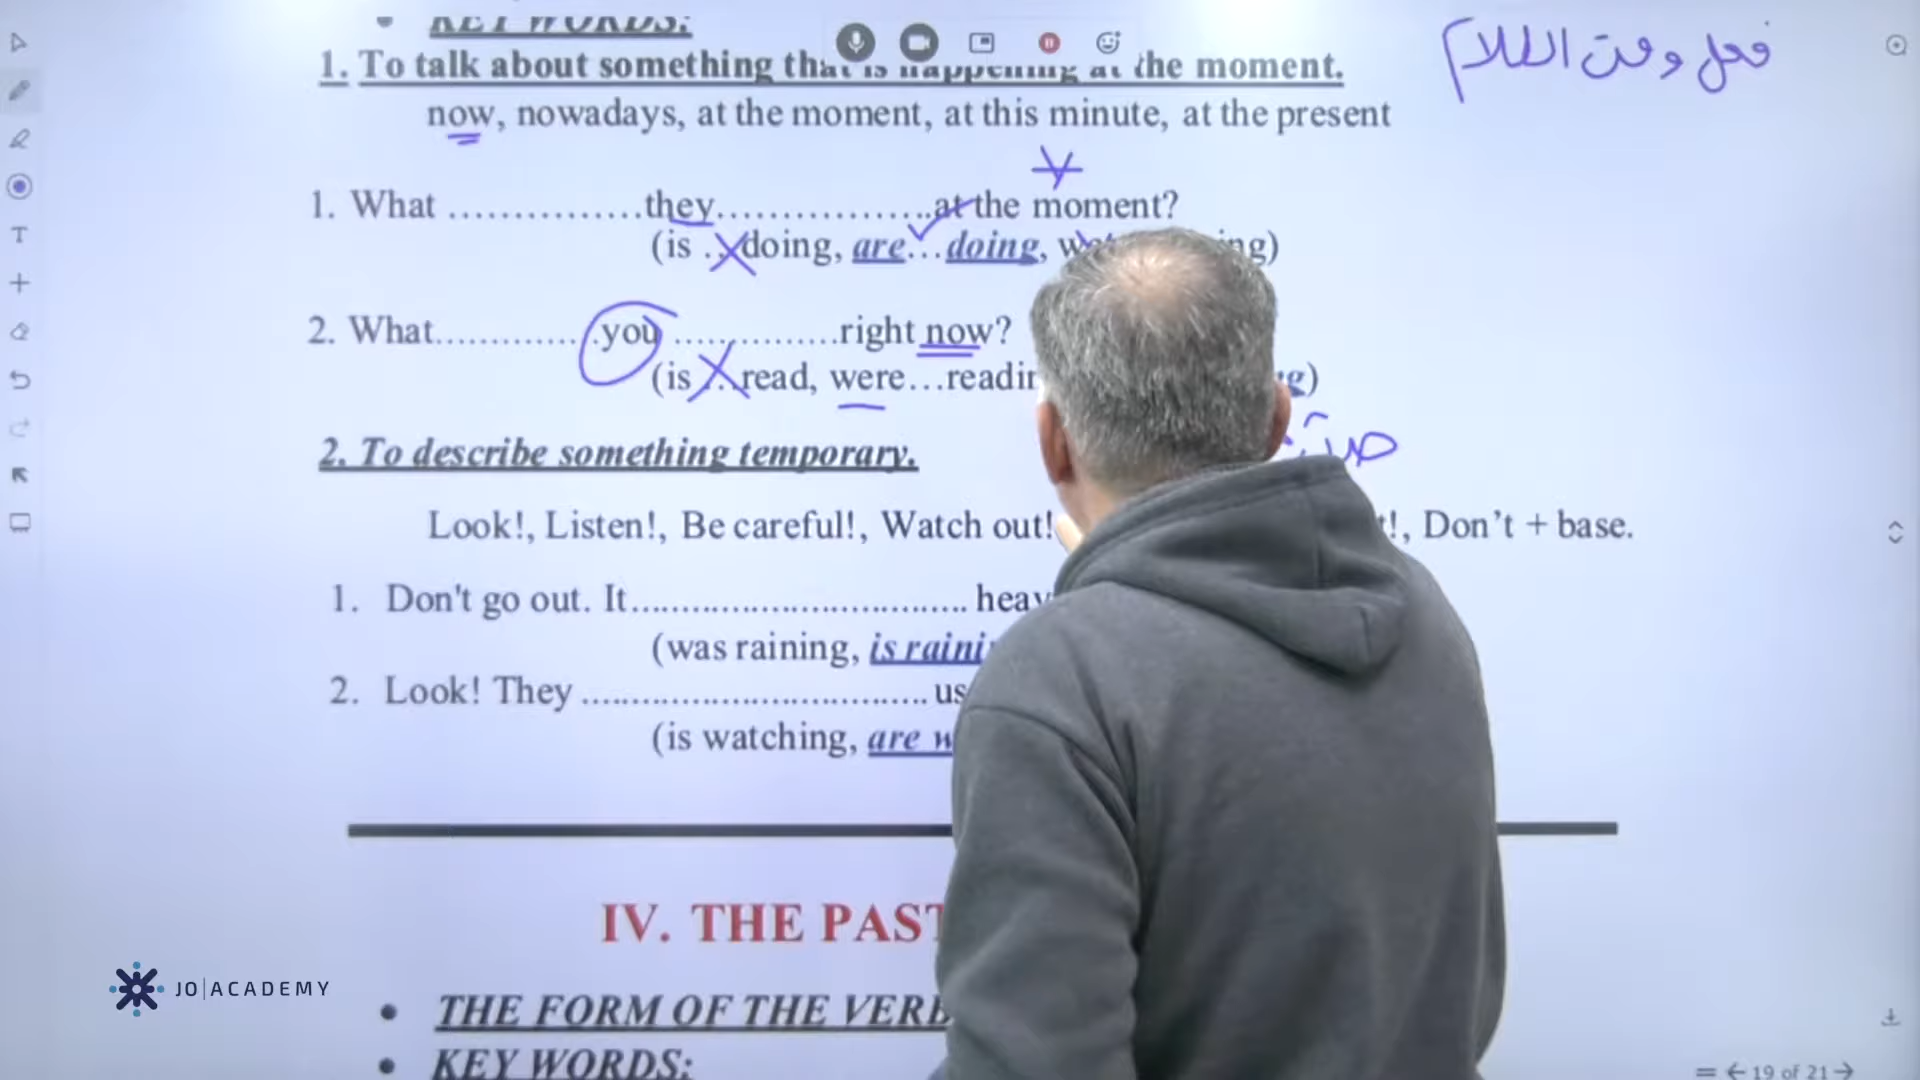 KEY WORDS:
1. To talk about something that is happening at the moment.
فعل وقت الكلام
now, nowadays, at the moment, at this minute, at the present
1. What ……………they……………..at the moment?
(is …doing, are…doing,
2. What………….you ……………right now?
(is …read, were…readin
2. To describe something temporary.
Look!, Listen!, Be careful!, Watch out! !, Don't + base.
1. Don't go out. It………………………… heav
(was raining, is raini
2. Look! They ………………………… us
(is watching, are w
IV. THE PAST
THE FORM OF THE VERB
KEY WORDS:
JO|ACADEMY
19 of 21